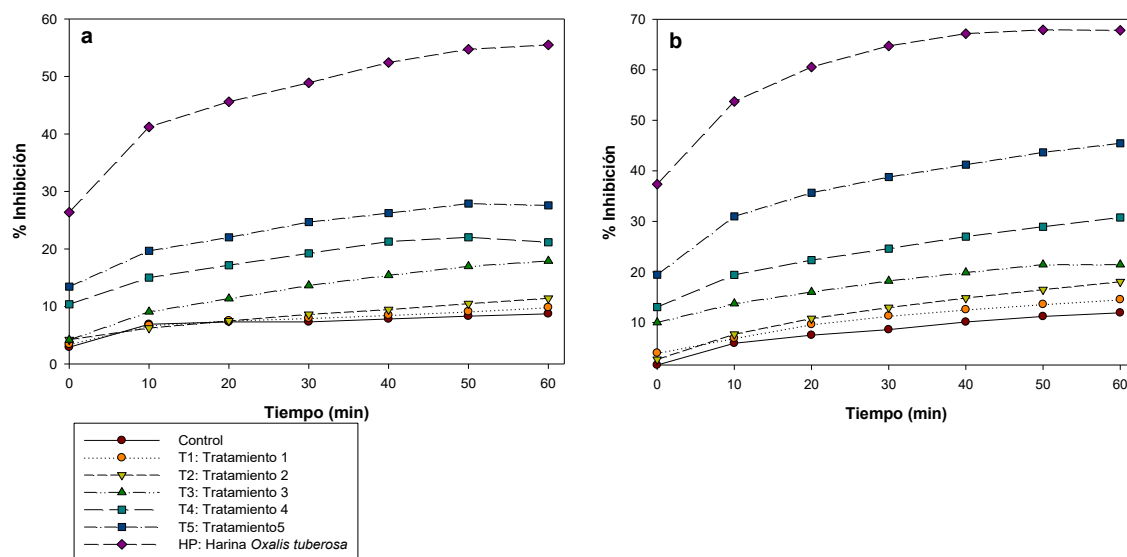 a
60
50
40
30
20
10
0
% Inhibición
0 10 20 30 40 50 60
Tiempo (min)
b
70
60
50
40
30
20
10
% Inhibición
0 10 20 30 40 50 60
Tiempo (min)
Control
T1: Tratamiento 1
T2: Tratamiento 2
T3: Tratamiento 3
T4: Tratamiento 4
T5: Tratamiento5
HP: Harina Oxalis tuberosa